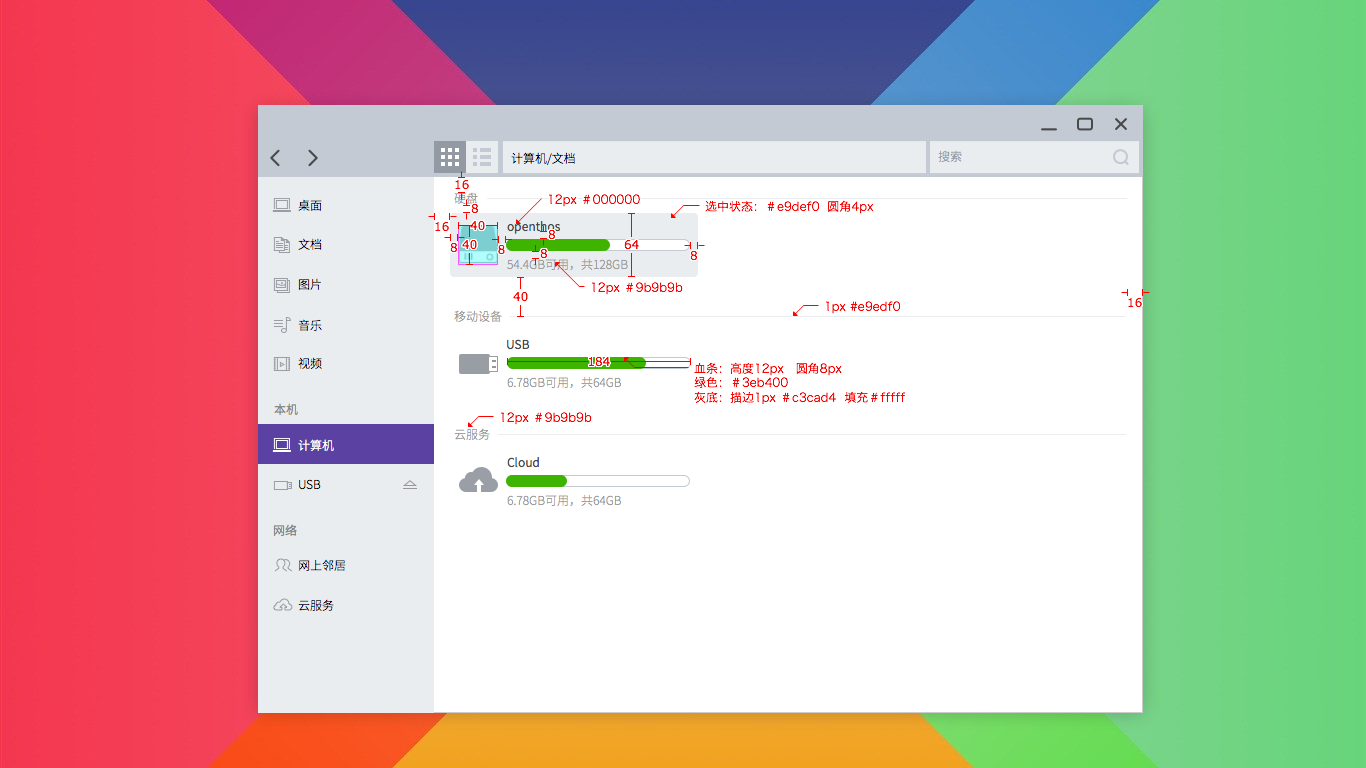 计算机/文档
搜索
桌面
文档
图片
音乐
视频
本机
计算机
USB
网络
网上邻居
云服务
16
硬盘
8
12px #000000
选中状态：#e9def0 圆角4px
16
40
openthos
8
8
40
8
8
64
8
54.4GB可用，共128GB
12px #9b9b9b
40
16
移动设备
1px #e9edf0
USB
184
6.78GB可用，共64GB
血条：高度12px 圆角8px
绿色：#3eb400
灰底：描边1px #c3cad4 填充#fffff
12px #9b9b9b
云服务
Cloud
6.78GB可用，共64GB